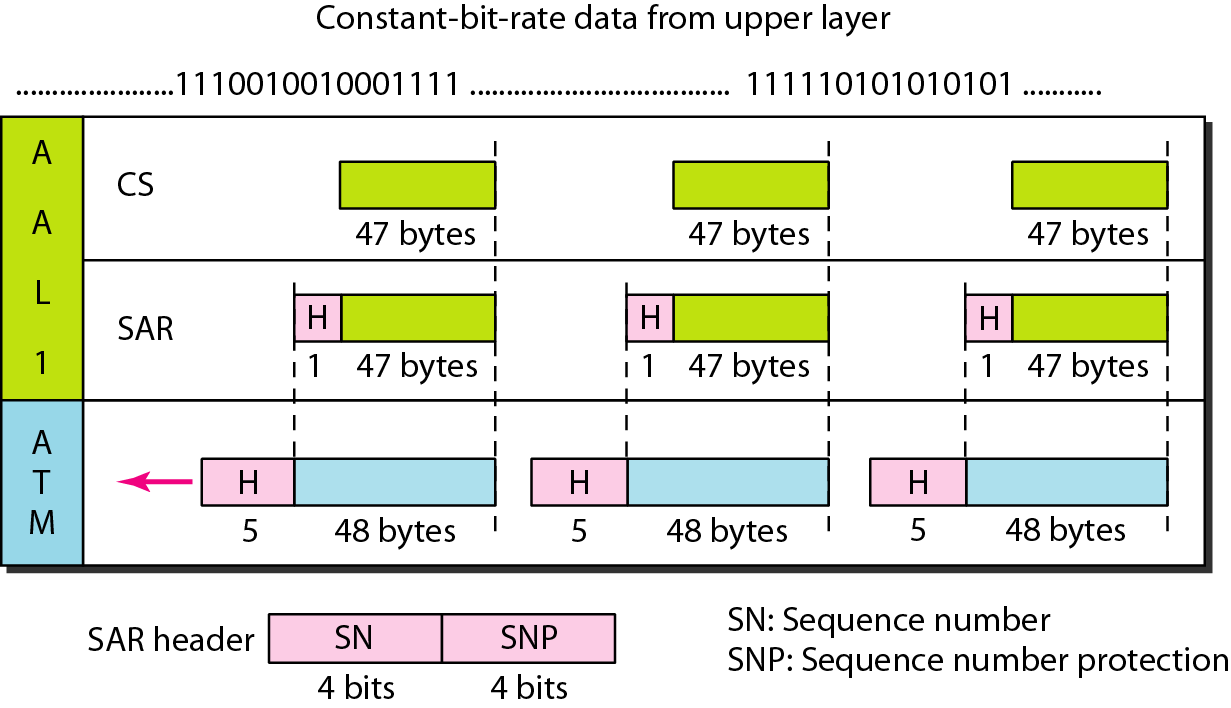 Constant-bit-rate data from upper layer
......................1110010010001111 .................................... 111110101010101 ...........
A
A
L
1
CS
47 bytes 47 bytes 47 bytes
SAR
H H H
1 47 bytes 1 47 bytes 1 47 bytes
A
T
M
H H H
5 48 bytes 5 48 bytes 5 48 bytes
SAR header SN SNP
4 bits 4 bits
SN: Sequence number
SNP: Sequence number protection